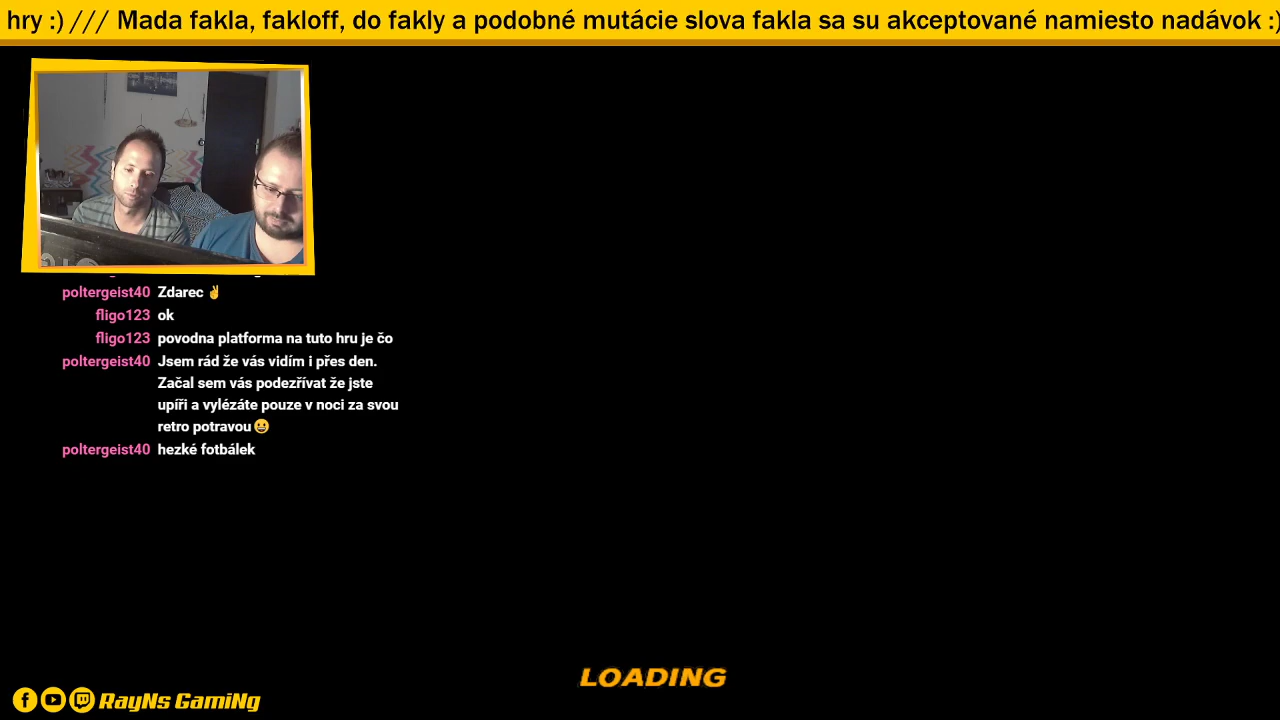 hry :) /// Mada fakla, fakloff, do fakly a podobné mutácie slova fakla sa su akceptované namiesto nadávok :)
poltergeist40 Zdarec ✌
fligo123 ok
fligo123 povodna platforma na tuto hru je čo
poltergeist40 Jsem rád že vás vidím i přes den.
Začal sem vás podezřívat že jste
upíři a vylézáte pouze v noci za svou
retro potravou 😀
poltergeist40 hezké fotbálek
LOADING
RayNs GamiNg